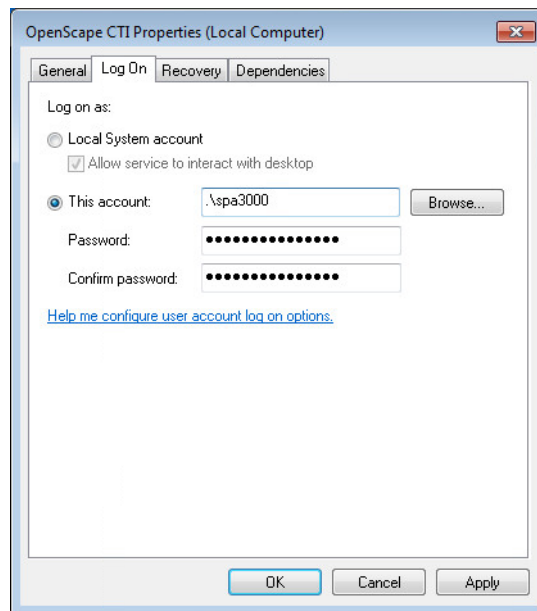 OpenScape CTI Properties (Local Computer)
General Log On Recovery Dependencies
Log on as:
Local System account
Allow service to interact with desktop
This account: .\spa3000 Browse...
Password: •••••••••••••••
Confirm password: •••••••••••••••
Help me configure user account log on options.
OK Cancel Apply